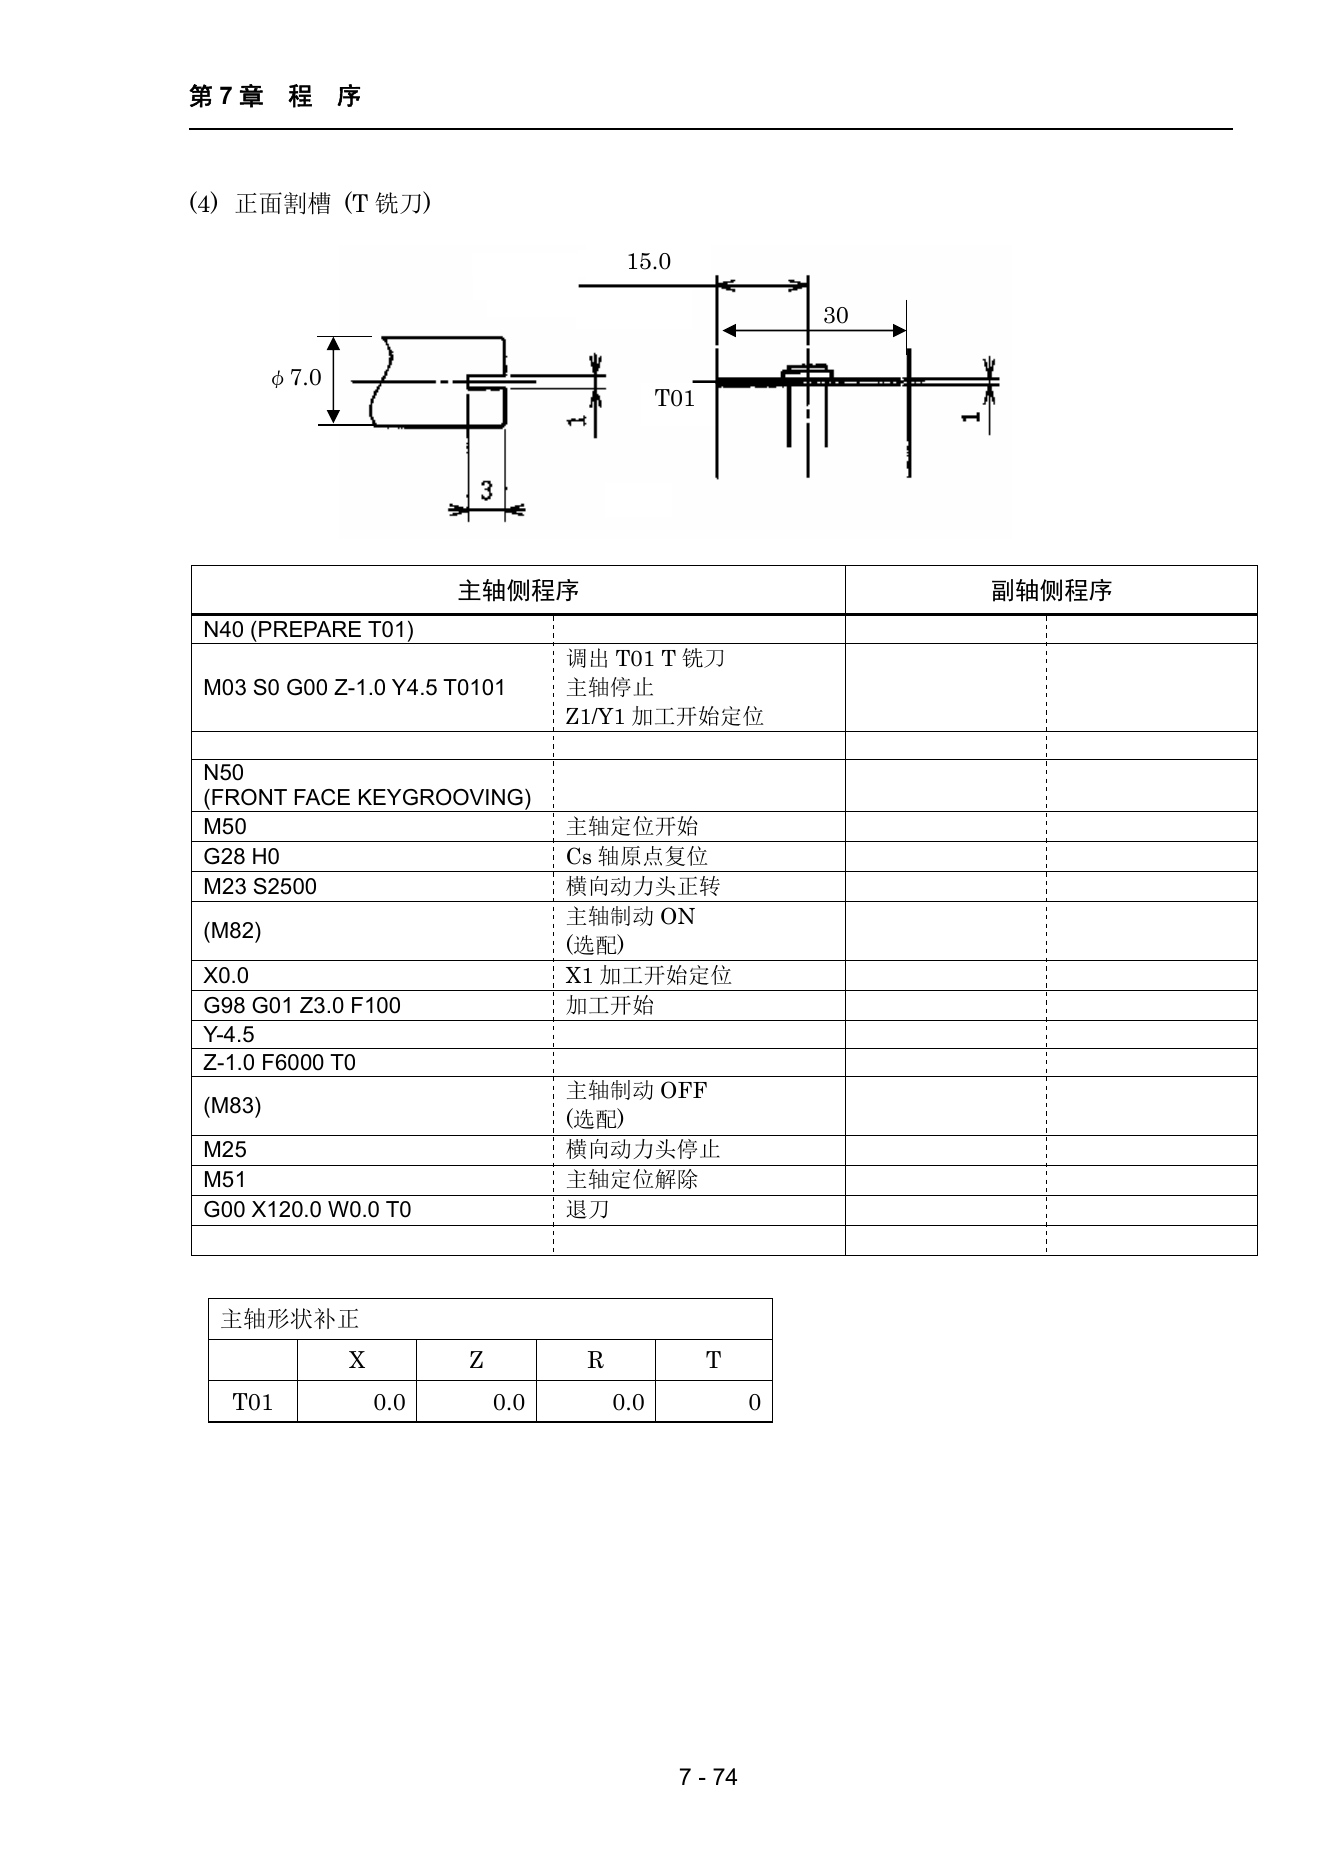 第 7 章 程 序
(4) 正面割槽 (T 铣刀)
15.0
30
φ 7.0
T01
1
1
3
主轴侧程序 副轴侧程序
N40 (PREPARE T01)
M03 S0 G00 Z-1.0 Y4.5 T0101
调出 T01 T 铣刀
主轴停止
Z1/Y1 加工开始定位
N50
(FRONT FACE KEYGROOVING)
M50 主轴定位开始
G28 H0 Cs 轴原点复位
M23 S2500 横向动力头正转
(M82)
主轴制动 ON
(选配)
X0.0 X1 加工开始定位
G98 G01 Z3.0 F100 加工开始
Y-4.5
Z-1.0 F6000 T0
(M83)
主轴制动 OFF
(选配)
M25 横向动力头停止
M51 主轴定位解除
G00 X120.0 W0.0 T0 退刀
主轴形状补正
X Z R T
T01 0.0 0.0 0.0 0
7 - 74